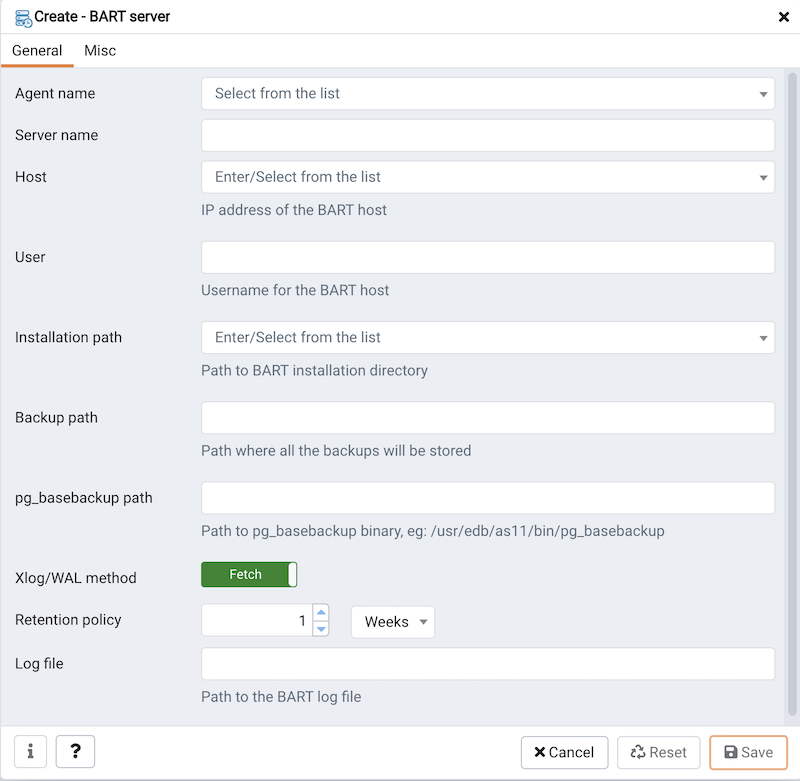 Create - BART server
General Misc
Agent name Select from the list
Server name
Host Enter/Select from the list
IP address of the BART host
User
Username for the BART host
Installation path Enter/Select from the list
Path to BART installation directory
Backup path
Path where all the backups will be stored
pg_basebackup path
Path to pg_basebackup binary, eg: /usr/edb/as11/bin/pg_basebackup
Xlog/WAL method Fetch
Retention policy 1 Weeks
Log file
Path to the BART log file
i ? Cancel Reset Save